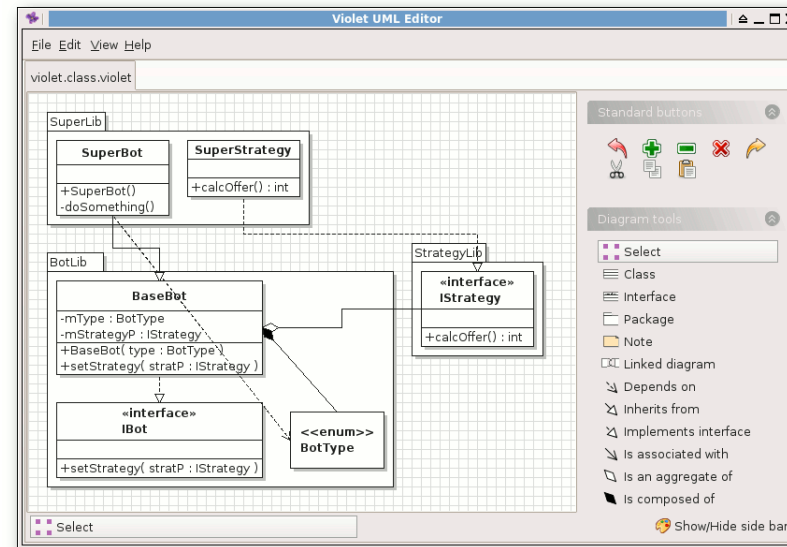 Violet UML Editor
File Edit View Help
violet.class.violet
SuperLib
SuperBot
+SuperBot()
-doSomething()
SuperStrategy
+calcOffer() : int
BotLib
BaseBot
-mType : BotType
-mStrategyP : IStrategy
+BaseBot( type : BotType )
+setStrategy( stratP : IStrategy )
«interface»
IBot
+setStrategy( stratP : IStrategy )
<<enum>>
BotType
StrategyLib
«interface»
IStrategy
+calcOffer() : int
Standard buttons
Diagram tools
Select
Class
Interface
Package
Note
Linked diagram
Depends on
Inherits from
Implements interface
Is associated with
Is an aggregate of
Is composed of
Select
Show/Hide side bar